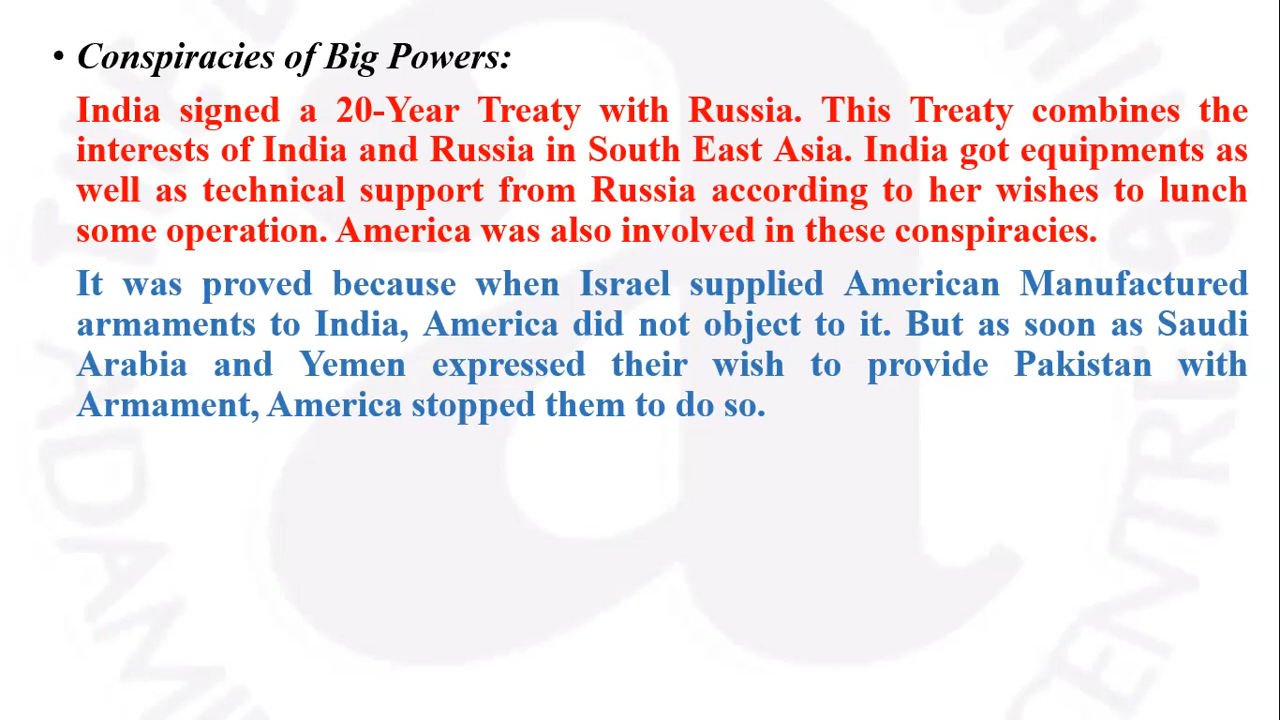 • Conspiracies of Big Powers:
India signed a 20-Year Treaty with Russia. This Treaty combines the
interests of India and Russia in South East Asia. India got equipments as
well as technical support from Russia according to her wishes to lunch
some operation. America was also involved in these conspiracies.
It was proved because when Israel supplied American Manufactured
armaments to India, America did not object to it. But as soon as Saudi
Arabia and Yemen expressed their wish to provide Pakistan with
Armament, America stopped them to do so.